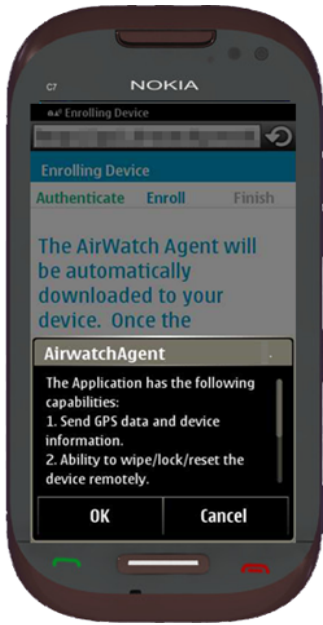 C7
NOKIA
Enrolling Device
Enrolling Device
Authenticate Enroll Finish
The AirWatch Agent will
be automatically
downloaded to your
device. Once the
AirwatchAgent
The Application has the following
capabilities:
1. Send GPS data and device
information.
2. Ability to wipe/lock/reset the
device remotely.
OK Cancel